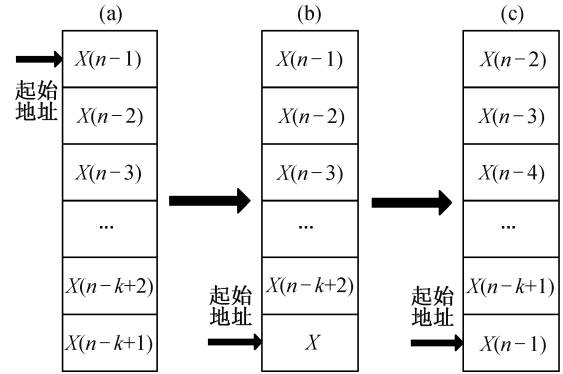 (a)
(b)
(c)
起始
地址
X(n−1)
X(n−2)
X(n−3)
...
X(n−k+2)
X(n−k+1)
X(n−1)
X(n−2)
X(n−3)
...
X(n−k+2)
起始
地址
X
X(n−2)
X(n−3)
X(n−4)
...
X(n−k+1)
起始
地址
X(n−1)